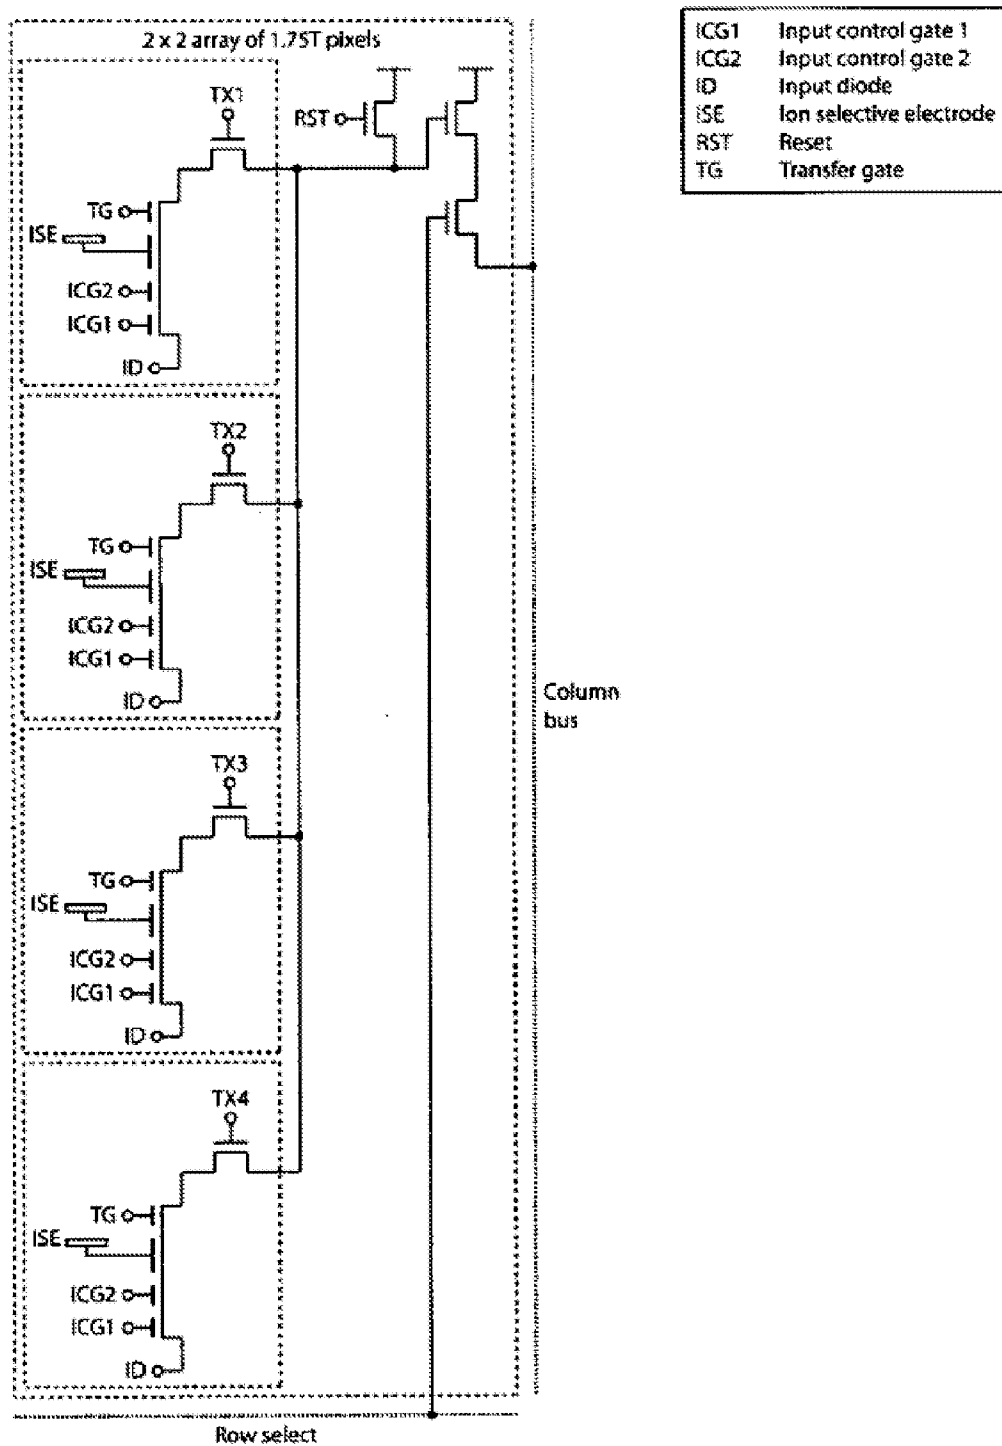 2 x 2 array of 1.75T pixels
TX1
RST
TG
ISE
ICG2
ICG1
ID
TX2
TG
ISE
ICG2
ICG1
ID
TX3
TG
ISE
ICG2
ICG1
ID
TX4
TG
ISE
ICG2
ICG1
ID
Row select
Column
bus
ICG1 Input control gate 1
ICG2 Input control gate 2
ID Input diode
ISE Ion selective electrode
RST Reset
TG Transfer gate